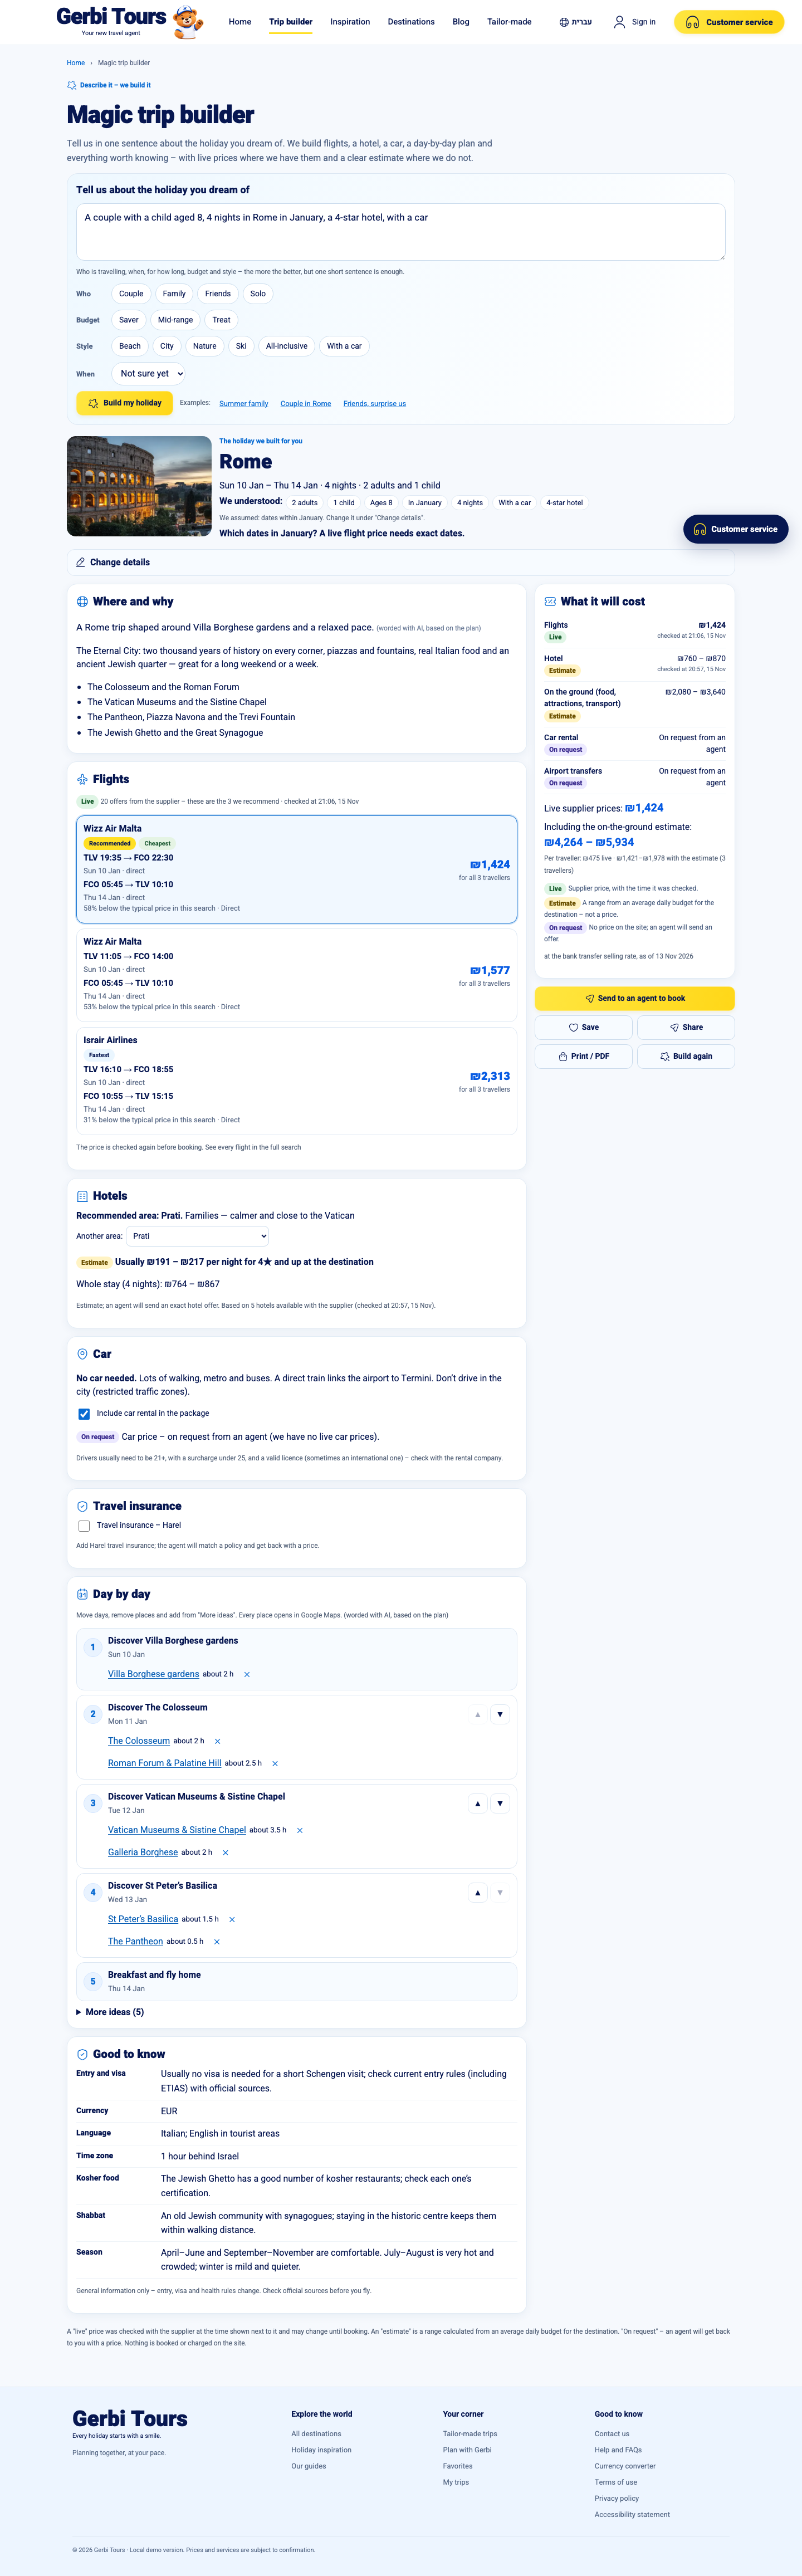 Gerbi Tours
Your new travel agent
Home
Trip builder
Inspiration
Destinations
Blog
Tailor-made
עברית
Sign in
Customer service
Home › Magic trip builder
Describe it – we build it
Magic trip builder
Tell us in one sentence about the holiday you dream of. We build flights, a hotel, a car, a day-by-day plan and
everything worth knowing – with live prices where we have them and a clear estimate where we do not.
Tell us about the holiday you dream of
A couple with a child aged 8, 4 nights in Rome in January, a 4-star hotel, with a car
Who is travelling, when, for how long, budget and style – the more the better, but one short sentence is enough.
Who Couple Family Friends Solo
Budget Saver Mid-range Treat
Style Beach City Nature Ski All-inclusive With a car
When Not sure yet
Build my holiday Examples: Summer family Couple in Rome Friends, surprise us
The holiday we built for you
Rome
Sun 10 Jan – Thu 14 Jan · 4 nights · 2 adults and 1 child
We understood: 2 adults 1 child Ages 8 In January 4 nights With a car 4-star hotel
We assumed: dates within January. Change it under "Change details".
Which dates in January? A live flight price needs exact dates.
Customer service
Change details
Where and why
A Rome trip shaped around Villa Borghese gardens and a relaxed pace. (worded with AI, based on the plan)
The Eternal City: two thousand years of history on every corner, piazzas and fountains, real Italian food and an
ancient Jewish quarter — great for a long weekend or a week.
• The Colosseum and the Roman Forum
• The Vatican Museums and the Sistine Chapel
• The Pantheon, Piazza Navona and the Trevi Fountain
• The Jewish Ghetto and the Great Synagogue
Flights
Live 20 offers from the supplier – these are the 3 we recommend · checked at 21:06, 15 Nov
Wizz Air Malta
Recommended Cheapest
TLV 19:35 → FCO 22:30
Sun 10 Jan · direct
FCO 05:45 → TLV 10:10
Thu 14 Jan · direct
58% below the typical price in this search · Direct
₪1,424
for all 3 travellers
Wizz Air Malta
TLV 11:05 → FCO 14:00
Sun 10 Jan · direct
FCO 05:45 → TLV 10:10
Thu 14 Jan · direct
53% below the typical price in this search · Direct
₪1,577
for all 3 travellers
Israir Airlines
Fastest
TLV 16:10 → FCO 18:55
Sun 10 Jan · direct
FCO 10:55 → TLV 15:15
Thu 14 Jan · direct
31% below the typical price in this search · Direct
₪2,313
for all 3 travellers
The price is checked again before booking. See every flight in the full search
Hotels
Recommended area: Prati. Families — calmer and close to the Vatican
Another area: Prati
Estimate Usually ₪191 – ₪217 per night for 4★ and up at the destination
Whole stay (4 nights): ₪764 – ₪867
Estimate; an agent will send an exact hotel offer. Based on 5 hotels available with the supplier (checked at 20:57, 15 Nov).
Car
No car needed. Lots of walking, metro and buses. A direct train links the airport to Termini. Don't drive in the
city (restricted traffic zones).
Include car rental in the package
On request Car price – on request from an agent (we have no live car prices).
Drivers usually need to be 21+, with a surcharge under 25, and a valid licence (sometimes an international one) – check with the rental company.
Travel insurance
Travel insurance – Harel
Add Harel travel insurance; the agent will match a policy and get back with a price.
Day by day
Move days, remove places and add from "More ideas". Every place opens in Google Maps. (worded with AI, based on the plan)
1 Discover Villa Borghese gardens
Sun 10 Jan
Villa Borghese gardens about 2 h ×
2 Discover The Colosseum ▲ ▼
Mon 11 Jan
The Colosseum about 2 h ×
Roman Forum & Palatine Hill about 2.5 h ×
3 Discover Vatican Museums & Sistine Chapel ▲ ▼
Tue 12 Jan
Vatican Museums & Sistine Chapel about 3.5 h ×
Galleria Borghese about 2 h ×
4 Discover St Peter's Basilica ▲ ▼
Wed 13 Jan
St Peter's Basilica about 1.5 h ×
The Pantheon about 0.5 h ×
5 Breakfast and fly home
Thu 14 Jan
▶ More ideas (5)
Good to know
Entry and visa Usually no visa is needed for a short Schengen visit; check current entry rules (including
ETIAS) with official sources.
Currency EUR
Language Italian; English in tourist areas
Time zone 1 hour behind Israel
Kosher food The Jewish Ghetto has a good number of kosher restaurants; check each one's
certification.
Shabbat An old Jewish community with synagogues; staying in the historic centre keeps them
within walking distance.
Season April–June and September–November are comfortable. July–August is very hot and
crowded; winter is mild and quieter.
General information only – entry, visa and health rules change. Check official sources before you fly.
What it will cost
Flights ₪1,424
Live checked at 21:06, 15 Nov
Hotel ₪760 – ₪870
Estimate checked at 20:57, 15 Nov
On the ground (food, ₪2,080 – ₪3,640
attractions, transport)
Estimate
Car rental On request from an
On request agent
Airport transfers On request from an
On request agent
Live supplier prices: ₪1,424
Including the on-the-ground estimate:
₪4,264 – ₪5,934
Per traveller: ₪475 live · ₪1,421–₪1,978 with the estimate (3
travellers)
Live Supplier price, with the time it was checked.
Estimate A range from an average daily budget for the
destination – not a price.
On request No price on the site; an agent will send an
offer.
at the bank transfer selling rate, as of 13 Nov 2026
Send to an agent to book
Save Share
Print / PDF Build again
A "live" price was checked with the supplier at the time shown next to it and may change until booking. An "estimate" is a range calculated from an average daily budget for the destination. "On request" – an agent will get back
to you with a price. Nothing is booked or charged on the site.
Gerbi Tours
Every holiday starts with a smile.
Planning together, at your pace.
Explore the world
All destinations
Holiday inspiration
Our guides
Your corner
Tailor-made trips
Plan with Gerbi
Favorites
My trips
Good to know
Contact us
Help and FAQs
Currency converter
Terms of use
Privacy policy
Accessibility statement
© 2026 Gerbi Tours · Local demo version. Prices and services are subject to confirmation.